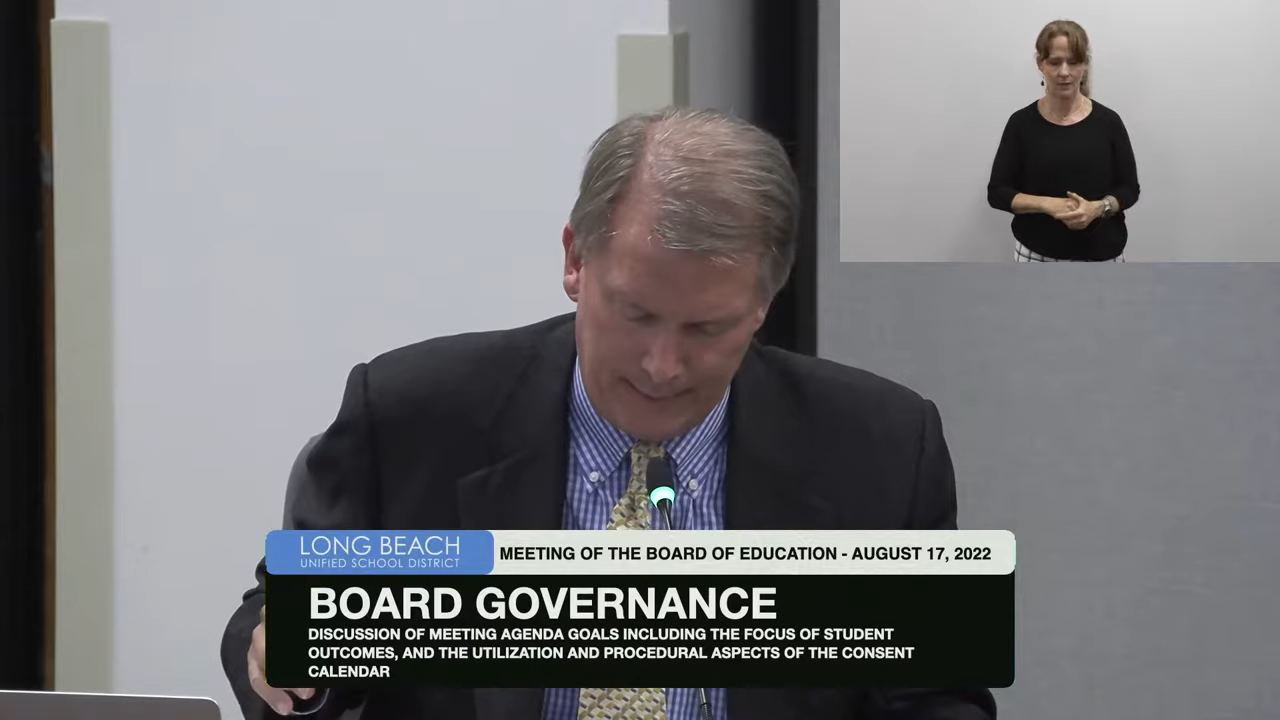 LONG BEACH
UNIFIED SCHOOL DISTRICT
MEETING OF THE BOARD OF EDUCATION - AUGUST 17, 2022
BOARD GOVERNANCE
DISCUSSION OF MEETING AGENDA GOALS INCLUDING THE FOCUS OF STUDENT
OUTCOMES, AND THE UTILIZATION AND PROCEDURAL ASPECTS OF THE CONSENT
CALENDAR